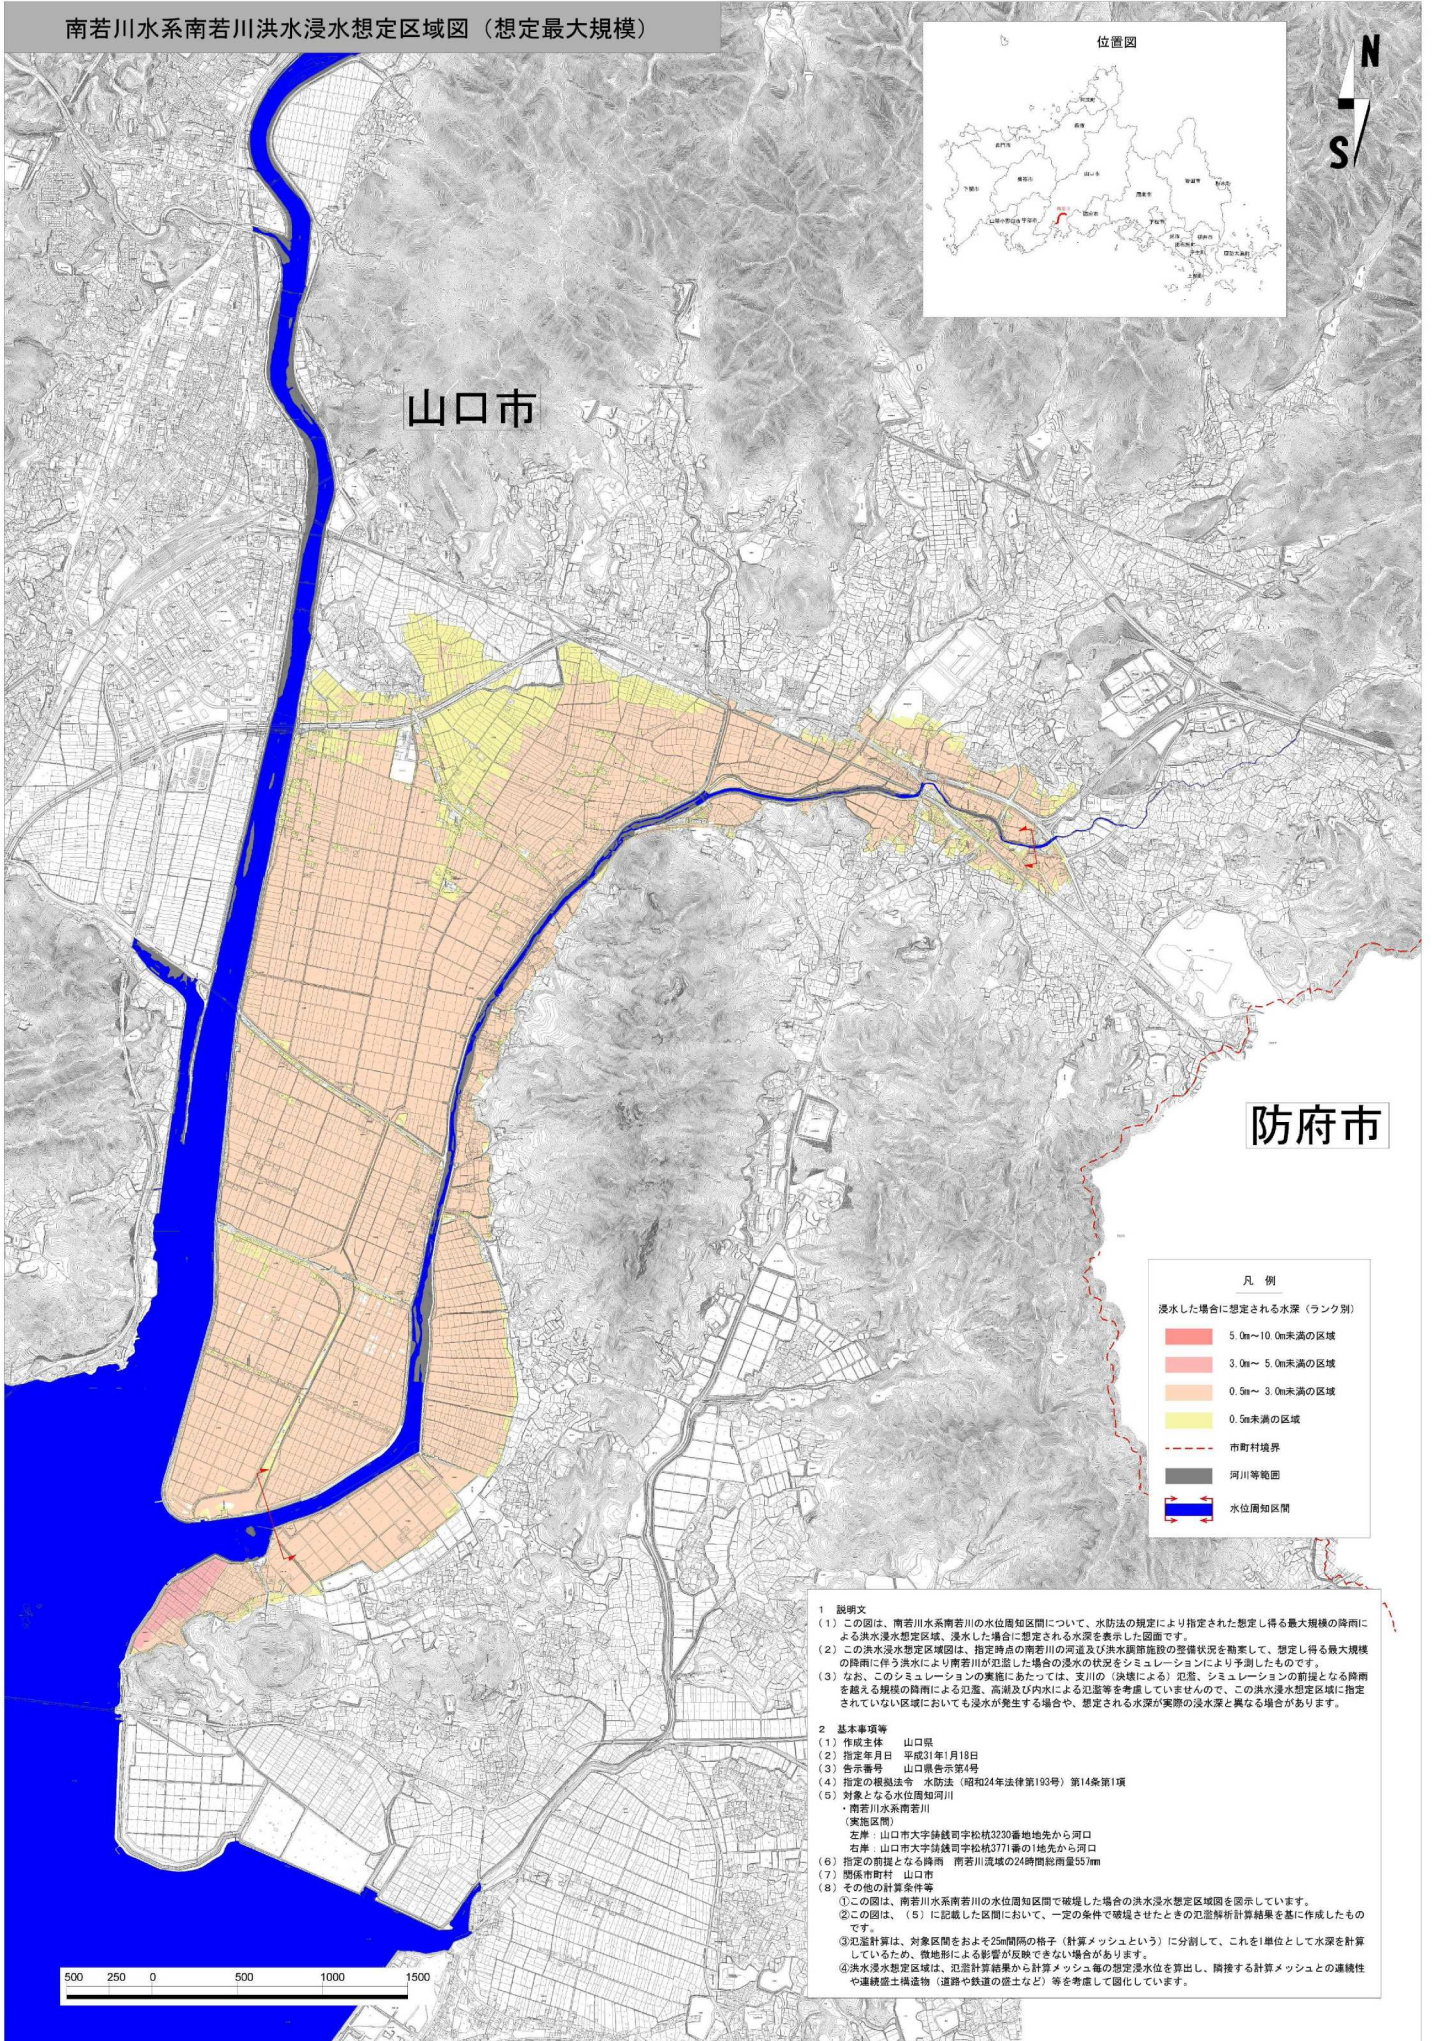 南若川水系南若川洪水浸水想定区域図（想定最大規模）
位置図
N
S
長門市
下関市
山口市
防府市
山口市
防府市
凡 例
浸水した場合に想定される水深（ランク別）
5.0m～10.0m未満の区域
3.0m～ 5.0m未満の区域
0.5m～ 3.0m未満の区域
0.5m未満の区域
市町村境界
河川等範囲
水位周知区間
1 説明文
（1）この図は、南若川水系南若川の水位周知区間について、水防法の規定により指定された想定し得る最大規模の降雨に
よる洪水浸水想定区域、浸水した場合に想定される水深を表示した図面です。
（2）この洪水浸水想定区域図は、指定時点の南若川の河道及び洪水調節施設の整備状況を勘案して、想定し得る最大規模
の降雨に伴う洪水により南若川が氾濫した場合の浸水の状況をシミュレーションにより予測したものです。
（3）なお、このシミュレーションの実施にあたっては、支川の（決壊による）氾濫、シミュレーションの前提となる降雨
を越える規模の降雨による氾濫、高潮及び内水による氾濫等を考慮していませんので、この洪水浸水想定区域に指定
されていない区域においても浸水が発生する場合や、想定される水深が実際の浸水深と異なる場合があります。
2 基本事項等
（1）作成主体 山口県
（2）指定年月日 平成31年1月18日
（3）告示番号 山口県告示第4号
（4）指定の根拠法令 水防法（昭和24年法律第193号）第14条第1項
（5）対象となる水位周知河川
・南若川水系南若川
（実施区間）
左岸：山口市大字鋳銭司字松杭3230番地地先から河口
右岸：山口市大字鋳銭司字松杭3771番の1地先から河口
（6）指定の前提となる降雨 南若川流域の24時間総雨量557mm
（7）関係市町村 山口市
（8）その他の計算条件等
①この図は、南若川水系南若川の水位周知区間で破堤した場合の洪水浸水想定区域図を図示しています。
②この図は、（5）に記載した区間において、一定の条件で破堤させたときの氾濫解析計算結果を基に作成したもの
です。
③氾濫計算は、対象区間をおよそ25m間隔の格子（計算メッシュという）に分割して、これを1単位として水深を計算
しているため、微地形による影響が反映できない場合があります。
④洪水浸水想定区域は、氾濫計算結果から計算メッシュ毎の想定浸水位を算出し、隣接する計算メッシュとの連続性
や連続盛土構造物（道路や鉄道の盛土など）等を考慮して図化しています。
500 250 0 500 1000 1500